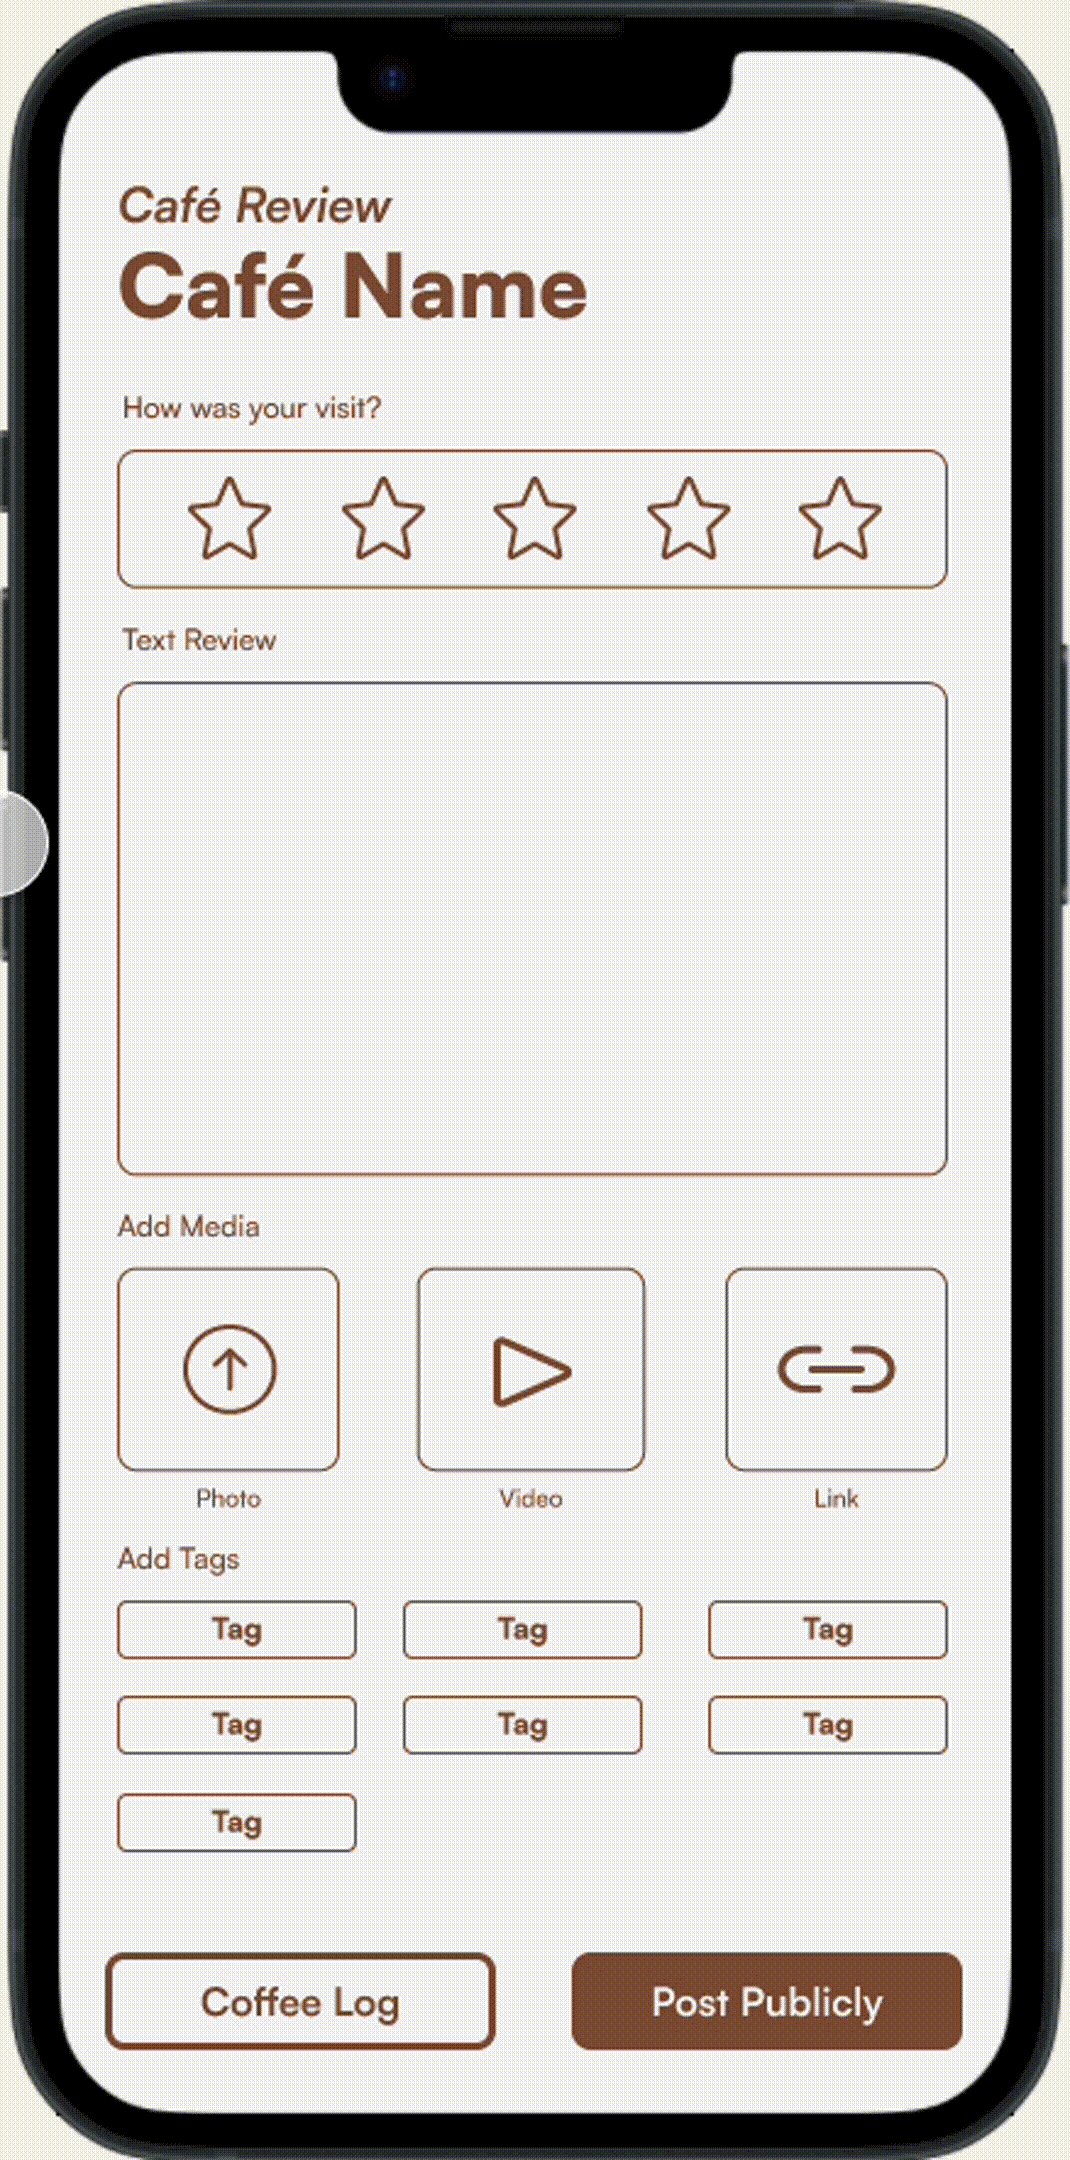 Café Review
Café Name
How was your visit?
Text Review
Add Media
Photo Video Link
Add Tags
Tag Tag Tag
Tag Tag Tag
Tag
Coffee Log Post Publicly